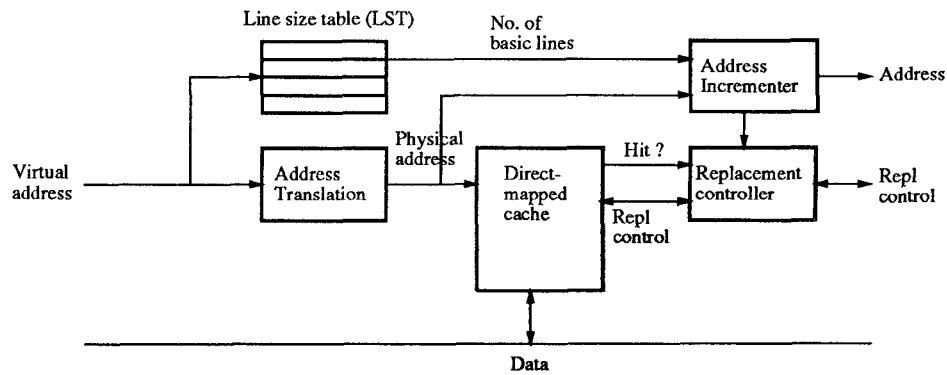 Line size table (LST)
No. of
basic lines
Address
Incrementer
Address
Virtual
address
Address
Translation
Physical
address
Direct-
mapped
cache
Hit ?
Repl
control
Replacement
controller
Repl
control
Data